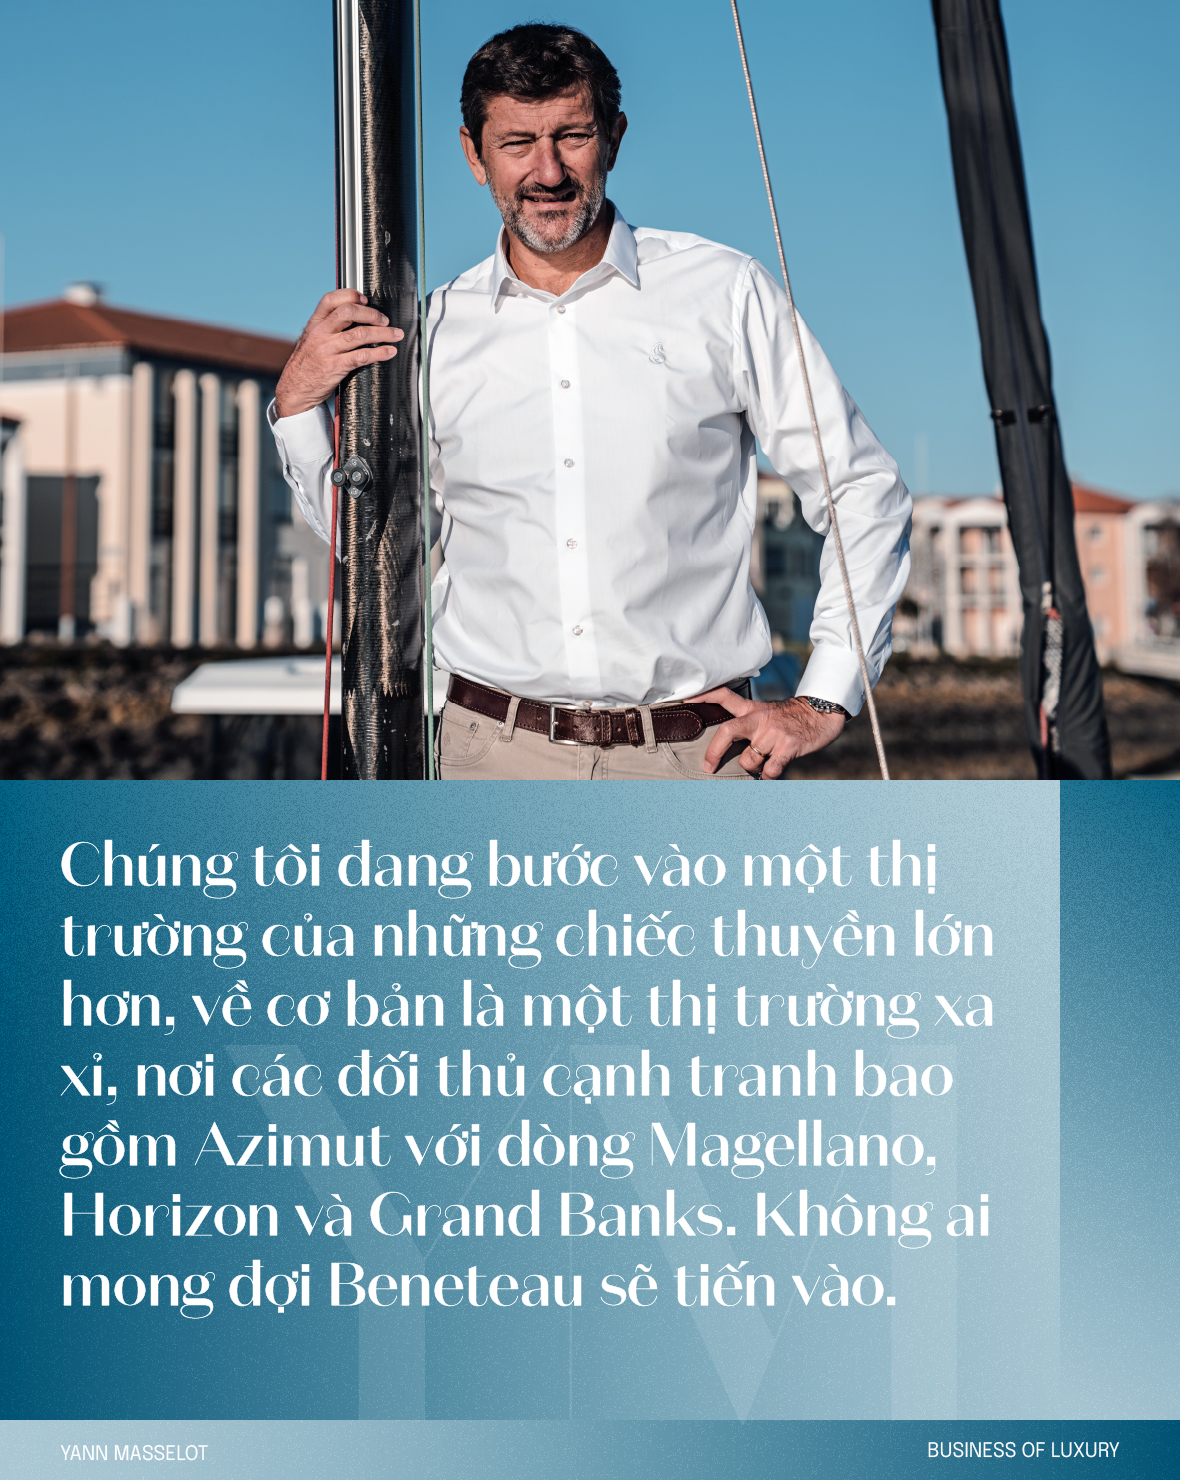 Chúng tôi đang bước vào một thị
trường của những chiếc thuyền lớn
hơn, về cơ bản là một thị trường xa
xỉ, nơi các đối thủ cạnh tranh bao
gồm Azimut với dòng Magellano,
Horizon và Grand Banks. Không ai
mong đợi Beneteau sẽ tiến vào.
YM
YANN MASSELOT
BUSINESS OF LUXURY